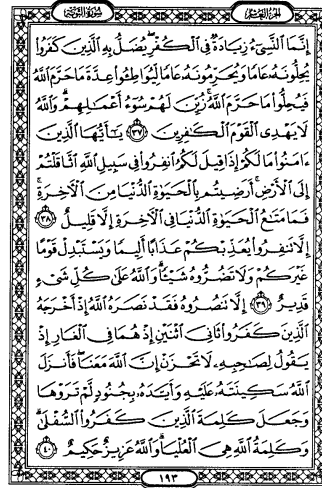 الجزء العاشر
سورة التوبة
إِنَّمَا ٱلنَّسِىٓءُ زِيَادَةٌ فِى ٱلْكُفْرِ يُضَلُّ بِهِ ٱلَّذِينَ كَفَرُوا۟
يُحِلُّونَهُۥ عَامًا وَيُحَرِّمُونَهُۥ عَامًا لِّيُوَاطِـُٔوا۟ عِدَّةَ مَا حَرَّمَ ٱللَّهُ
فَيُحِلُّوا۟ مَا حَرَّمَ ٱللَّهُ ۚ زُيِّنَ لَهُمْ سُوٓءُ أَعْمَـٰلِهِمْ ۗ وَٱللَّهُ
لَا يَهْدِى ٱلْقَوْمَ ٱلْكَـٰفِرِينَ ٣٧ يَـٰٓأَيُّهَا ٱلَّذِينَ
ءَامَنُوا۟ مَا لَكُمْ إِذَا قِيلَ لَكُمُ ٱنفِرُوا۟ فِى سَبِيلِ ٱللَّهِ ٱثَّاقَلْتُمْ
إِلَى ٱلْأَرْضِ ۚ أَرَضِيتُم بِٱلْحَيَوٰةِ ٱلدُّنْيَا مِنَ ٱلْـَٔاخِرَةِ ۚ
فَمَا مَتَـٰعُ ٱلْحَيَوٰةِ ٱلدُّنْيَا فِى ٱلْـَٔاخِرَةِ إِلَّا قَلِيلٌ ٣٨
إِلَّا تَنفِرُوا۟ يُعَذِّبْكُمْ عَذَابًا أَلِيمًا وَيَسْتَبْدِلْ قَوْمًا
غَيْرَكُمْ وَلَا تَضُرُّوهُ شَيْـًٔا ۗ وَٱللَّهُ عَلَىٰ كُلِّ شَىْءٍ
قَدِيرٌ ٣٩ إِلَّا تَنصُرُوهُ فَقَدْ نَصَرَهُ ٱللَّهُ إِذْ أَخْرَجَهُ
ٱلَّذِينَ كَفَرُوا۟ ثَانِىَ ٱثْنَيْنِ إِذْ هُمَا فِى ٱلْغَارِ إِذْ
يَقُولُ لِصَـٰحِبِهِۦ لَا تَحْزَنْ إِنَّ ٱللَّهَ مَعَنَا ۖ فَأَنزَلَ
ٱللَّهُ سَكِينَتَهُۥ عَلَيْهِ وَأَيَّدَهُۥ بِجُنُودٍ لَّمْ تَرَوْهَا
وَجَعَلَ كَلِمَةَ ٱلَّذِينَ كَفَرُوا۟ ٱلسُّفْلَىٰ ۗ
وَكَلِمَةُ ٱللَّهِ هِىَ ٱلْعُلْيَا ۗ وَٱللَّهُ عَزِيزٌ حَكِيمٌ ٤٠
١٩٣